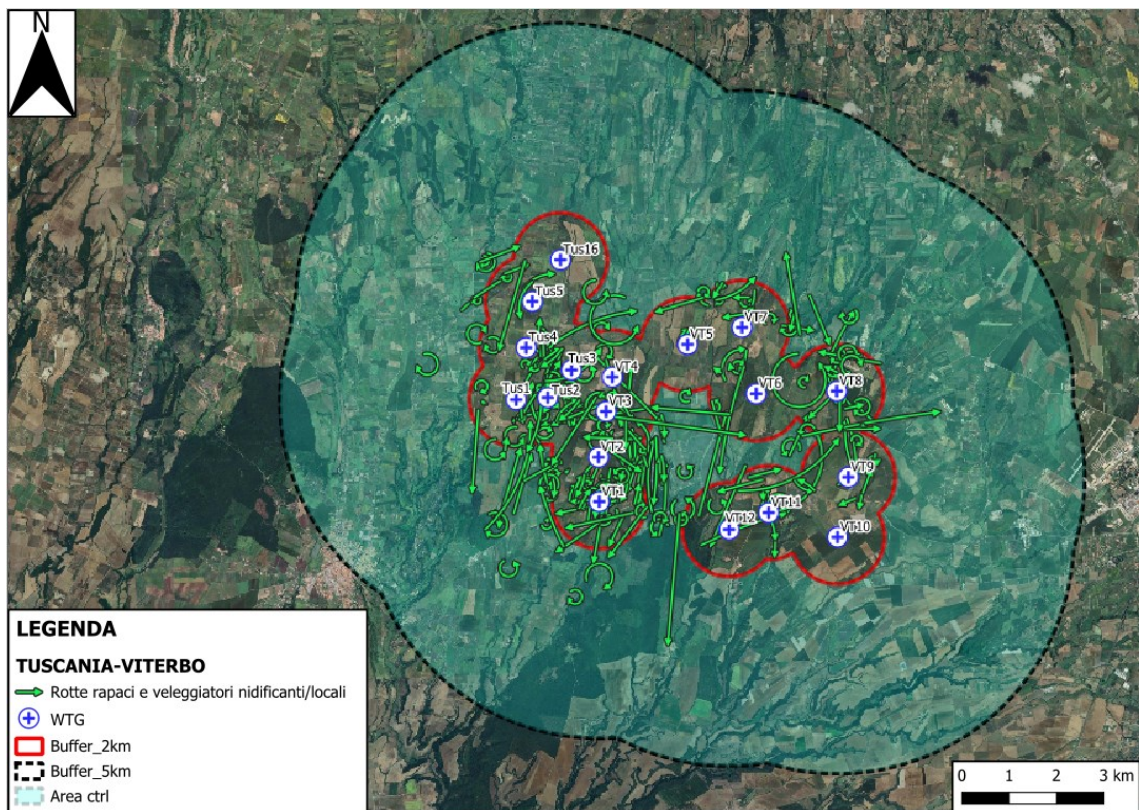 N
Tus16
Tus5
VT7
Tus4
VT5
Tus3
VT4
VT6
VT8
Tus1
Tus2
VT3
VT2
VT9
VT1
VT11
VT12
VT10
LEGENDA
TUSCANIA-VITERBO
Rotte rapaci e veleggiatori nidificanti/locali
WTG
Buffer_2km
Buffer_5km
Area ctrl
0 1 2 3 km